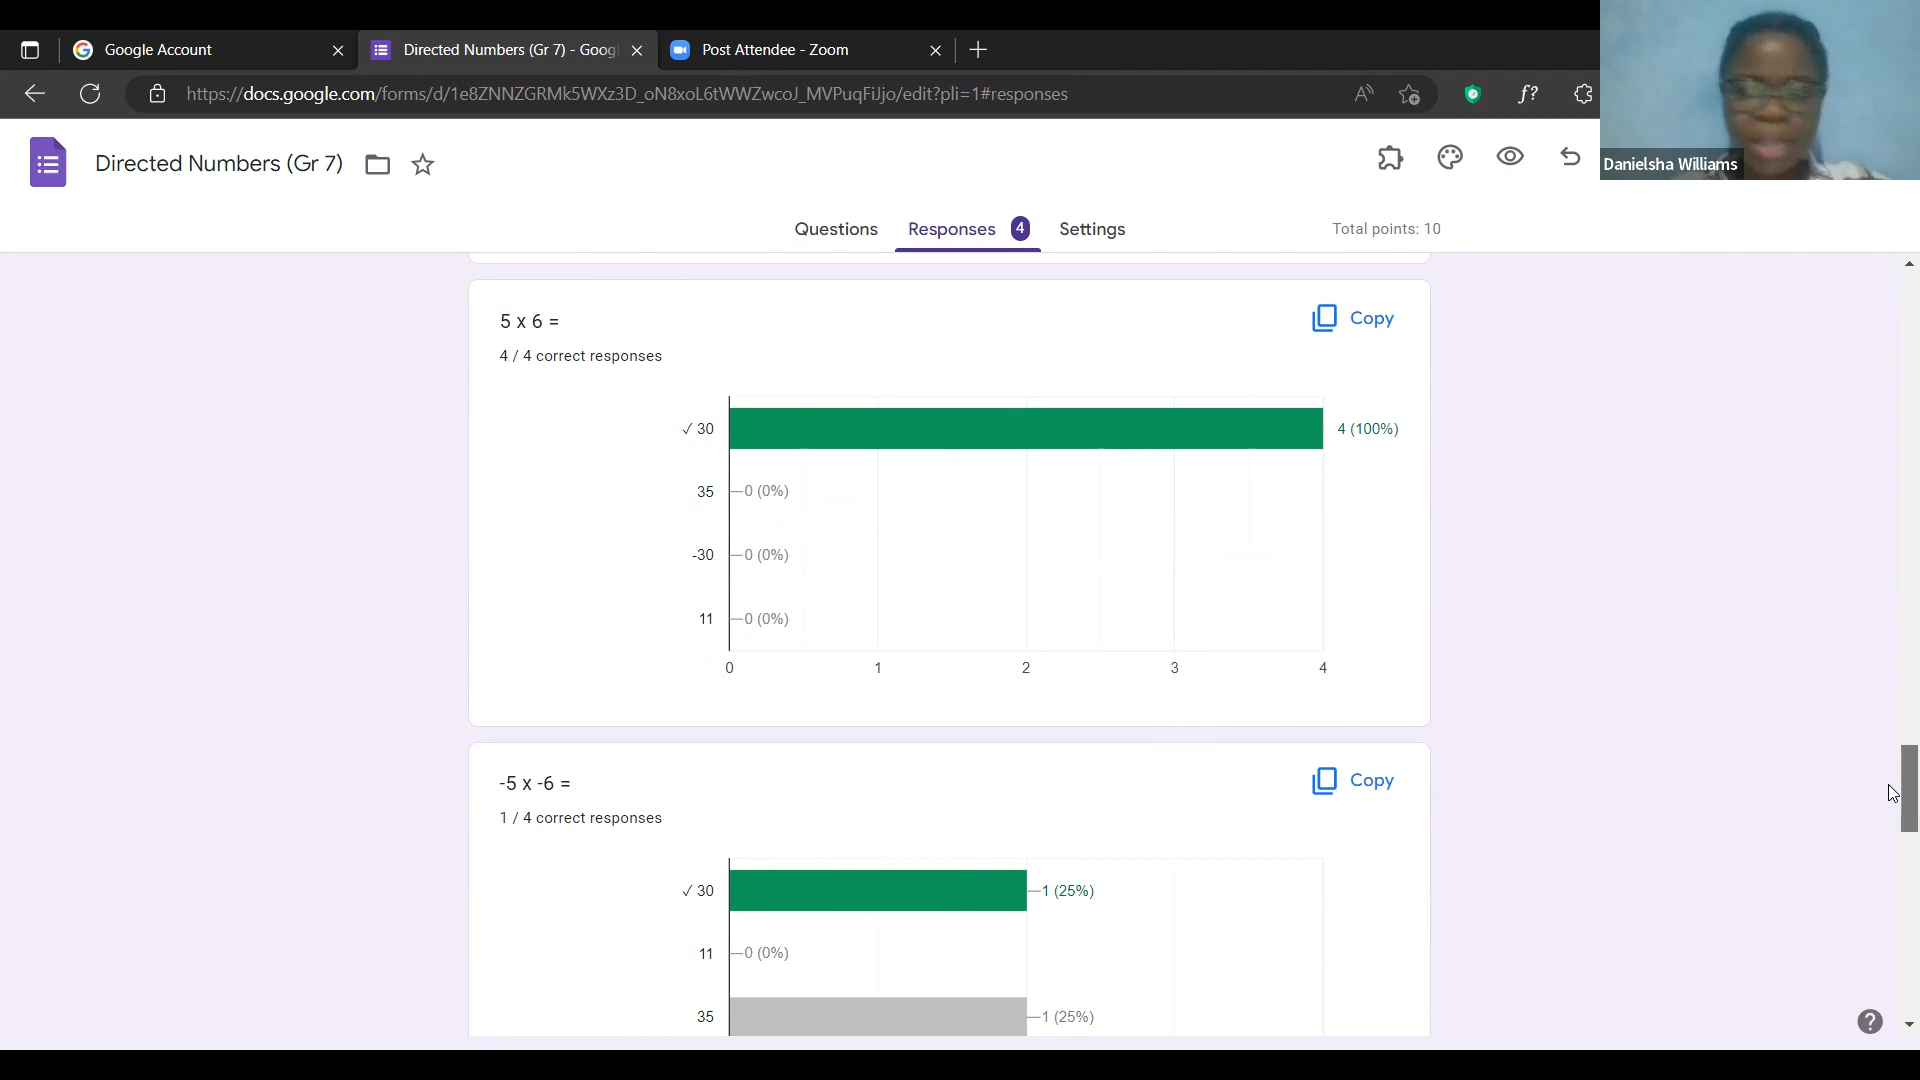 Google Account
Directed Numbers (Gr 7) - Goog
Post Attendee - Zoom
https://docs.google.com/forms/d/1e8ZNNZGRMk5WXz3D_oN8xoL6tWWZwcoJ_MVPuqFiJjo/edit?pli=1#responses
Danielsha Williams
Directed Numbers (Gr 7)
Questions
Responses 4
Settings
Total points: 10
5 x 6 =
Copy
4 / 4 correct responses
✓ 30
4 (100%)
35
0 (0%)
-30
0 (0%)
11
0 (0%)
0 1 2 3 4
-5 x -6 =
Copy
1 / 4 correct responses
✓ 30
1 (25%)
11
0 (0%)
35
1 (25%)